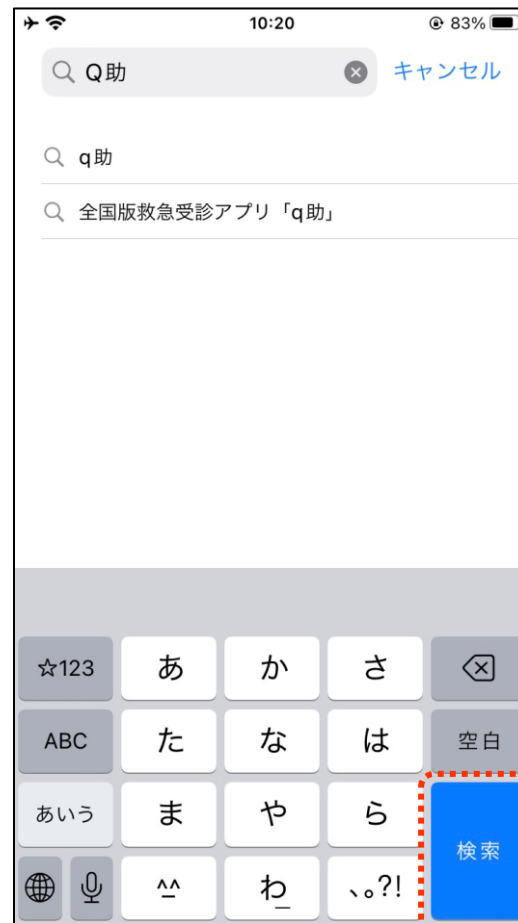 10:20 83%
Q助 キャンセル
q助
全国版救急受診アプリ「q助」
☆123 あ か さ
ABC た な は 空白
あいう ま や ら 検索
^^ わ 、。?!